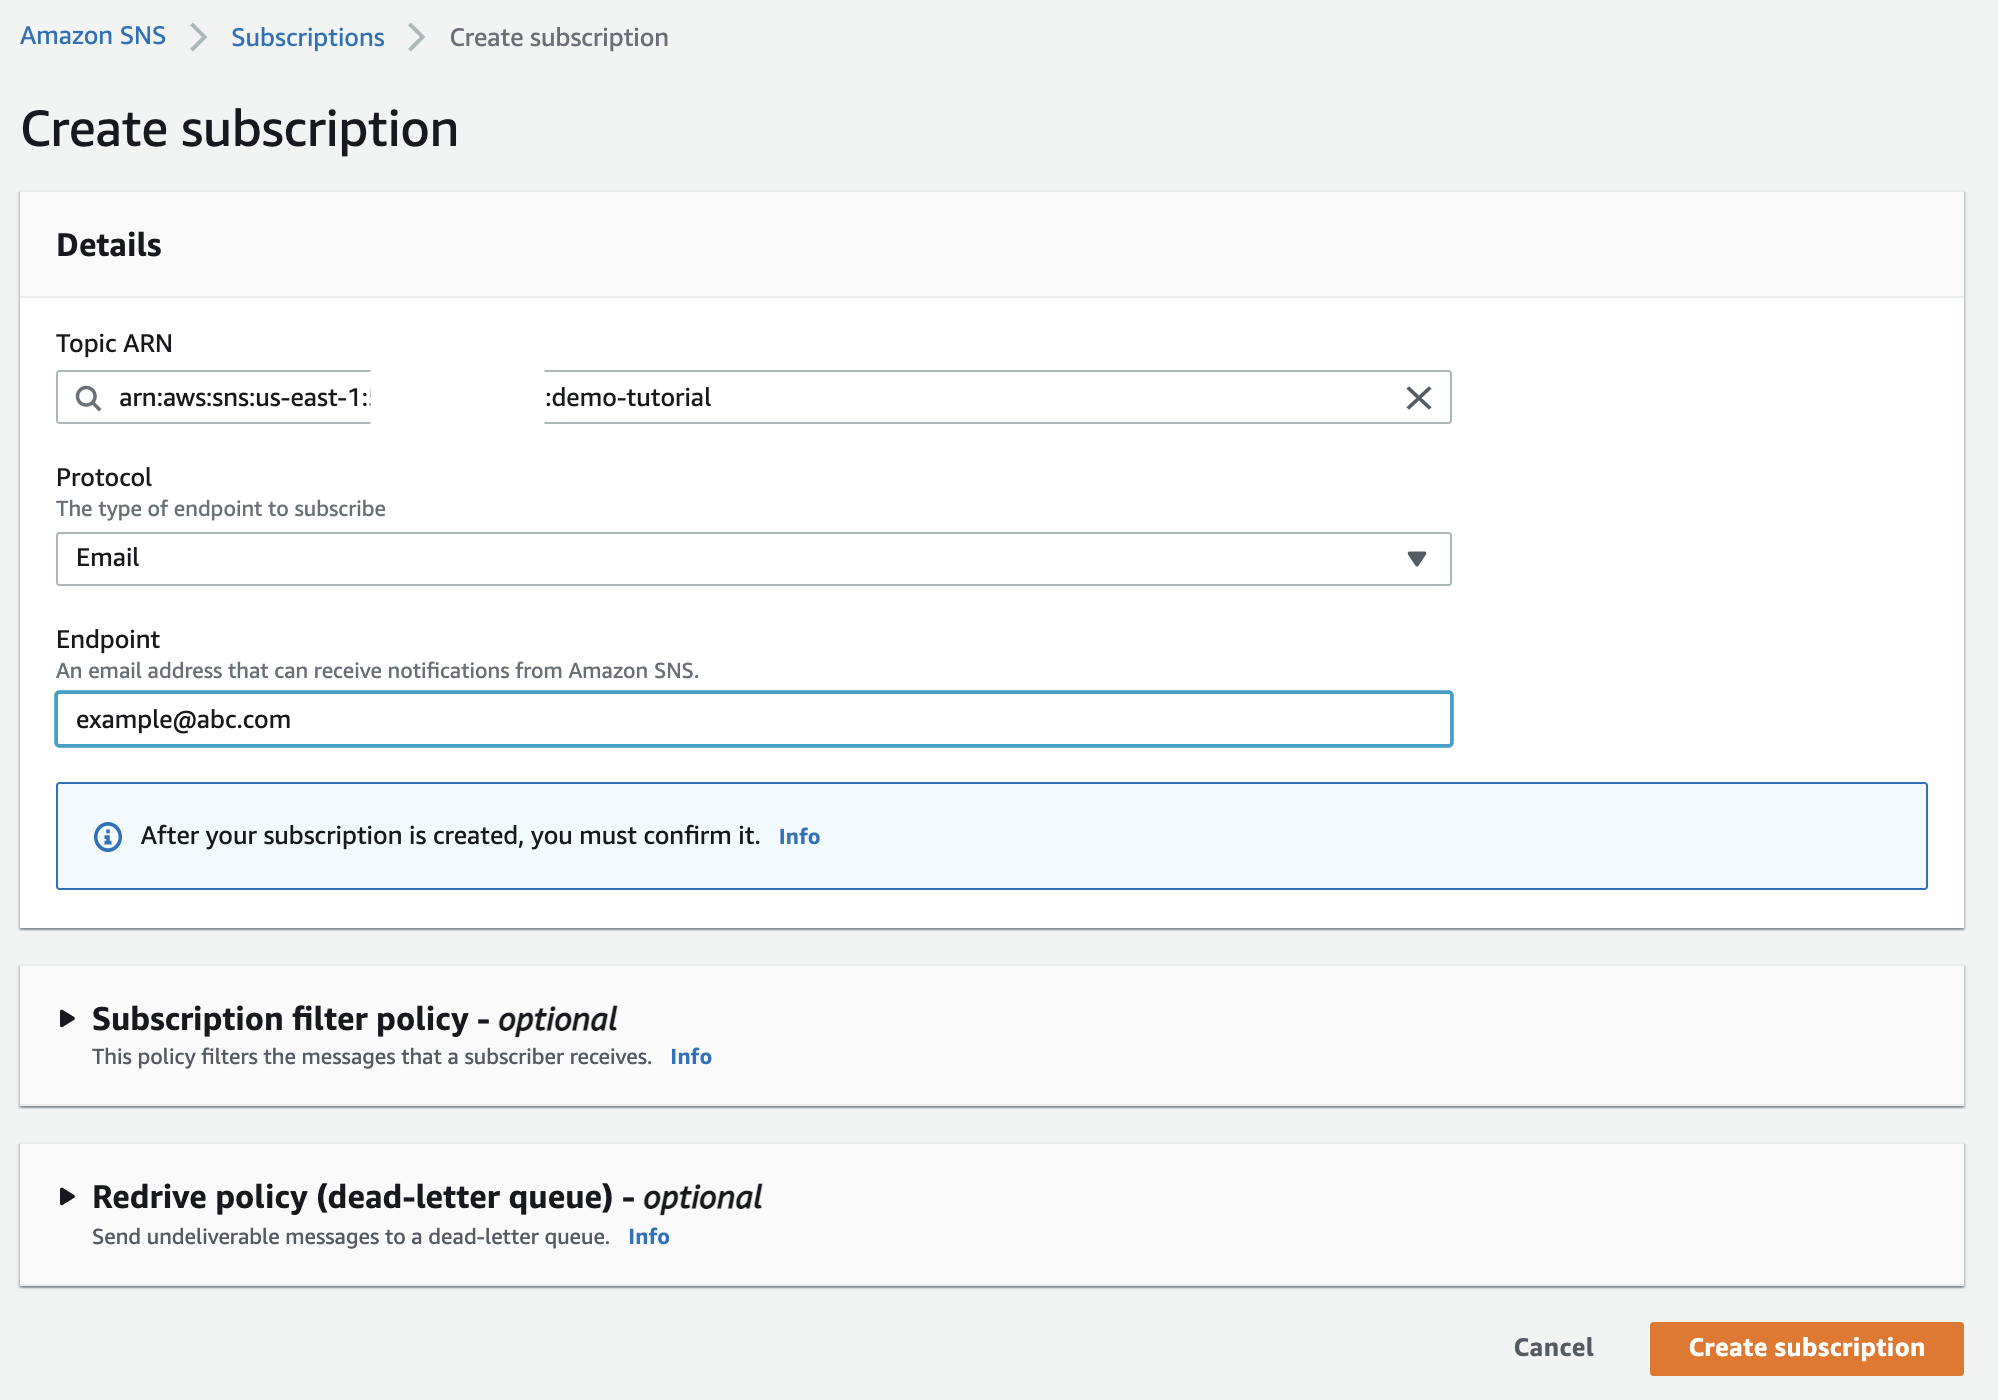 Amazon SNS > Subscriptions > Create subscription
Create subscription
Details
Topic ARN
arn:aws:sns:us-east-1: :demo-tutorial
Protocol
The type of endpoint to subscribe
Email
Endpoint
An email address that can receive notifications from Amazon SNS.
example@abc.com
After your subscription is created, you must confirm it. Info
Subscription filter policy - optional
This policy filters the messages that a subscriber receives. Info
Redrive policy (dead-letter queue) - optional
Send undeliverable messages to a dead-letter queue. Info
Cancel Create subscription